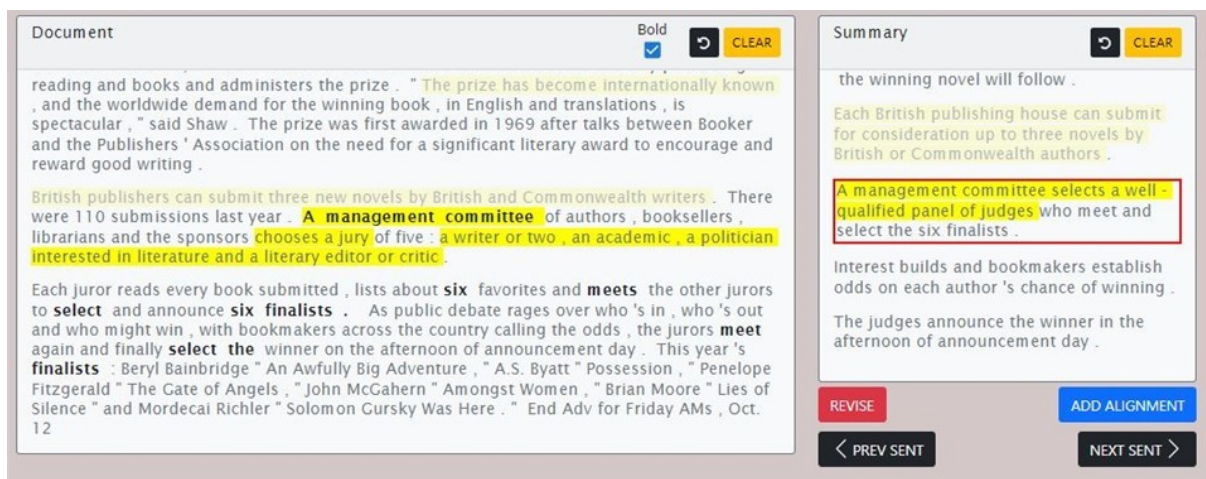 Document
Bold
CLEAR
reading and books and administers the prize . " The prize has become internationally known
, and the worldwide demand for the winning book , in English and translations , is
spectacular , " said Shaw . The prize was first awarded in 1969 after talks between Booker
and the Publishers ' Association on the need for a significant literary award to encourage and
reward good writing .
British publishers can submit three new novels by British and Commonwealth writers . There
were 110 submissions last year . A management committee of authors , booksellers ,
librarians and the sponsors chooses a jury of five : a writer or two , an academic , a politician
interested in literature and a literary editor or critic .
Each juror reads every book submitted , lists about six favorites and meets the other jurors
to select and announce six finalists . As public debate rages over who 's in , who 's out
and who might win , with bookmakers across the country calling the odds , the jurors meet
again and finally select the winner on the afternoon of announcement day . This year 's
finalists : Beryl Bainbridge " An Awfully Big Adventure , " A.S. Byatt " Possession , " Penelope
Fitzgerald " The Gate of Angels , " John McGahern " Amongst Women , " Brian Moore " Lies of
Silence " and Mordecai Richler " Solomon Gursky Was Here . " End Adv for Friday AMs , Oct.
12
Summary
CLEAR
the winning novel will follow .
Each British publishing house can submit
for consideration up to three novels by
British or Commonwealth authors .
A management committee selects a well -
qualified panel of judges who meet and
select the six finalists .
Interest builds and bookmakers establish
odds on each author 's chance of winning .
The judges announce the winner in the
afternoon of announcement day .
REVISE
ADD ALIGNMENT
PREV SENT
NEXT SENT